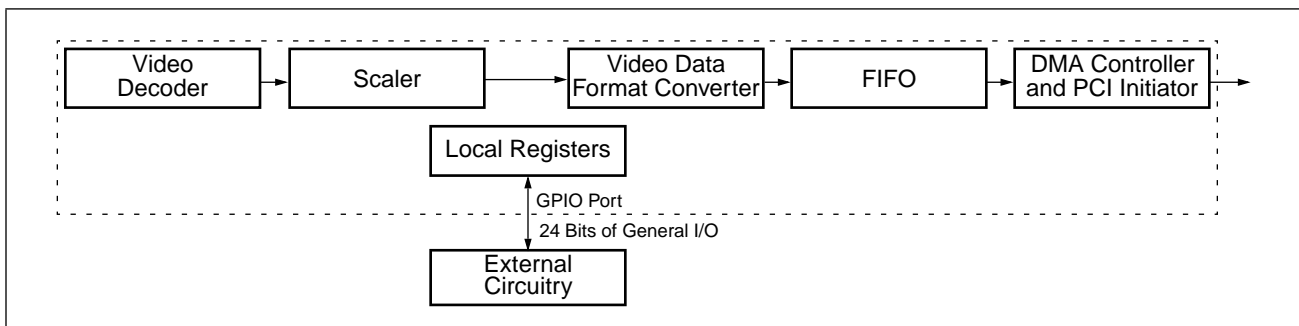 Video
Decoder
Scaler
Video Data
Format Converter
FIFO
DMA Controller
and PCI Initiator
Local Registers
GPIO Port
24 Bits of General I/O
External
Circuitry